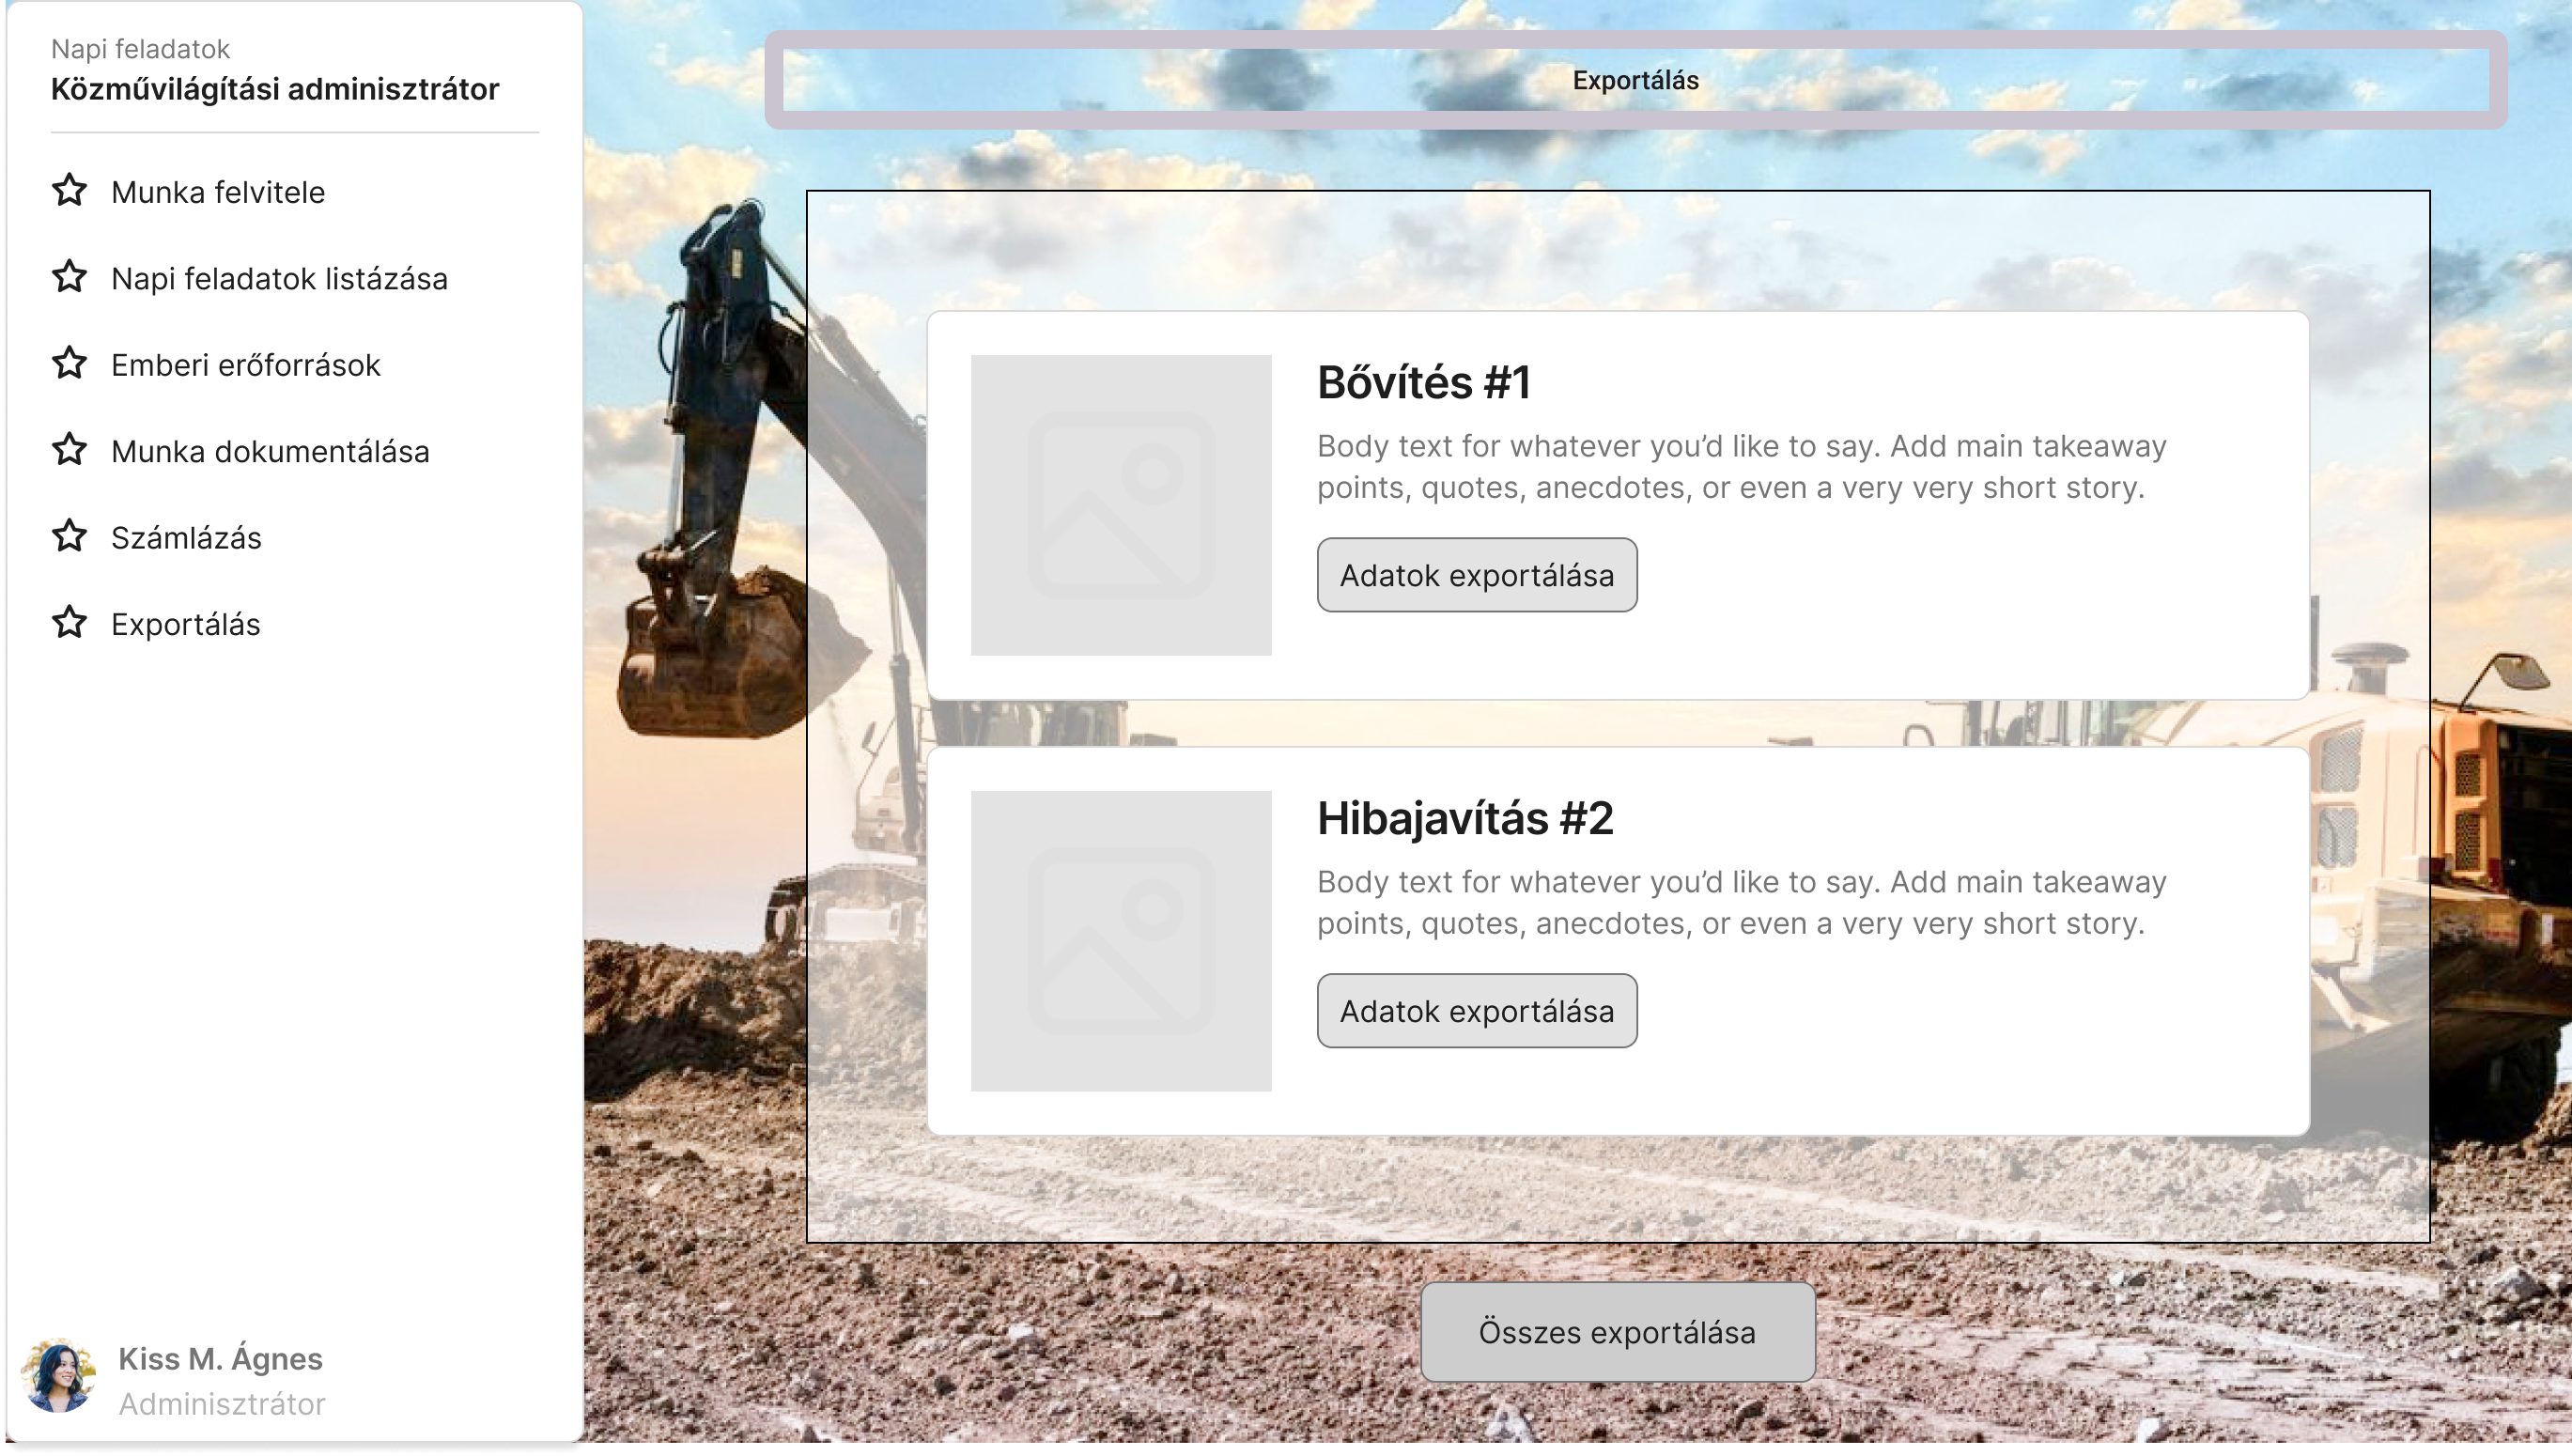 Napi feladatok
Közművilágítási adminisztrátor
Munka felvitele
Napi feladatok listázása
Emberi erőforrások
Munka dokumentálása
Számlázás
Exportálás
Kiss M. Ágnes
Adminisztrátor
Exportálás
Bővítés #1
Body text for whatever you’d like to say. Add main takeaway
points, quotes, anecdotes, or even a very very short story.
Adatok exportálása
Hibajavítás #2
Body text for whatever you’d like to say. Add main takeaway
points, quotes, anecdotes, or even a very very short story.
Adatok exportálása
Összes exportálása